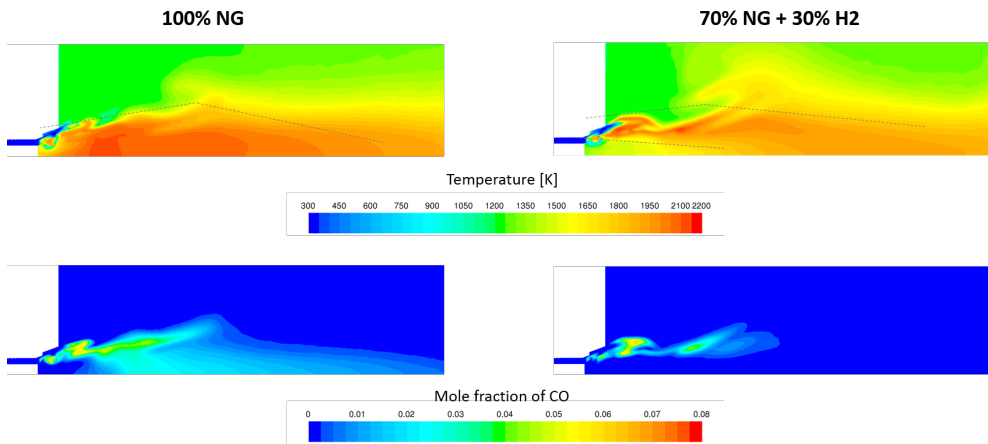 100% NG
70% NG + 30% H2
Temperature [K]
300 450 600 750 900 1050 1200 1350 1500 1650 1800 1950 2100 2200
Mole fraction of CO
0 0.01 0.02 0.03 0.04 0.05 0.06 0.07 0.08